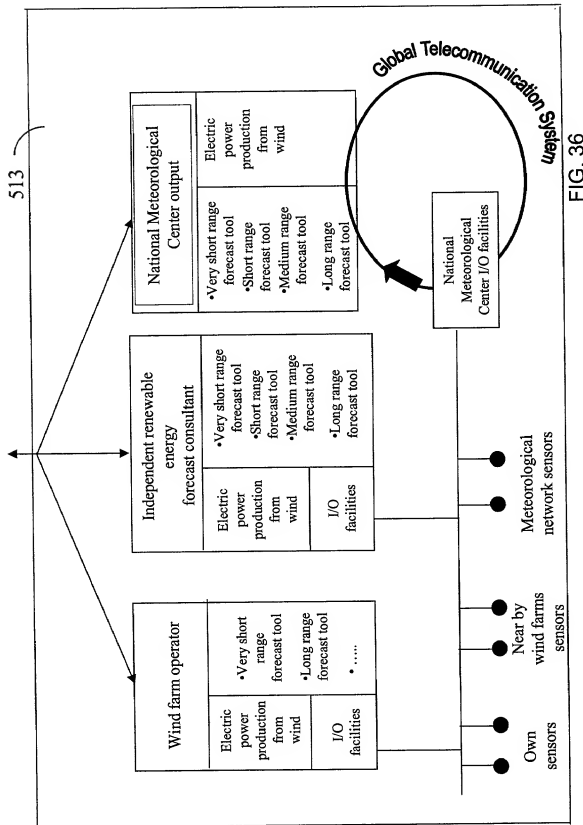 513
Wind farm operator
Electric
power
production
from
wind
I/O
facilities
•Very short
range
forecast tool
•Long range
forecast tool
• .....
Independent renewable
energy
forecast consultant
Electric
power
production
from
wind
I/O
facilities
•Very short range
forecast tool
•Short range
forecast tool
•Medium range
forecast tool
•Long range
forecast tool
National Meteorological
Center output
•Very short range
forecast tool
•Short range
forecast tool
•Medium range
forecast tool
•Long range
forecast tool
Electric
power
production
from
wind
National
Meteorological
Center I/O facilities
Global Telecommunication System
Own
sensors
Near by
wind farms
sensors
Meteorological
network sensors
FIG. 36